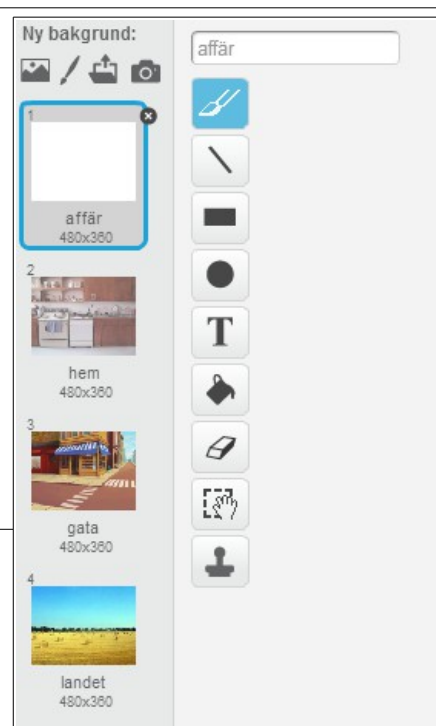 Ny bakgrund:
affär
1
affär
480x360
2
hem
480x360
3
gata
480x360
4
landet
480x360
T